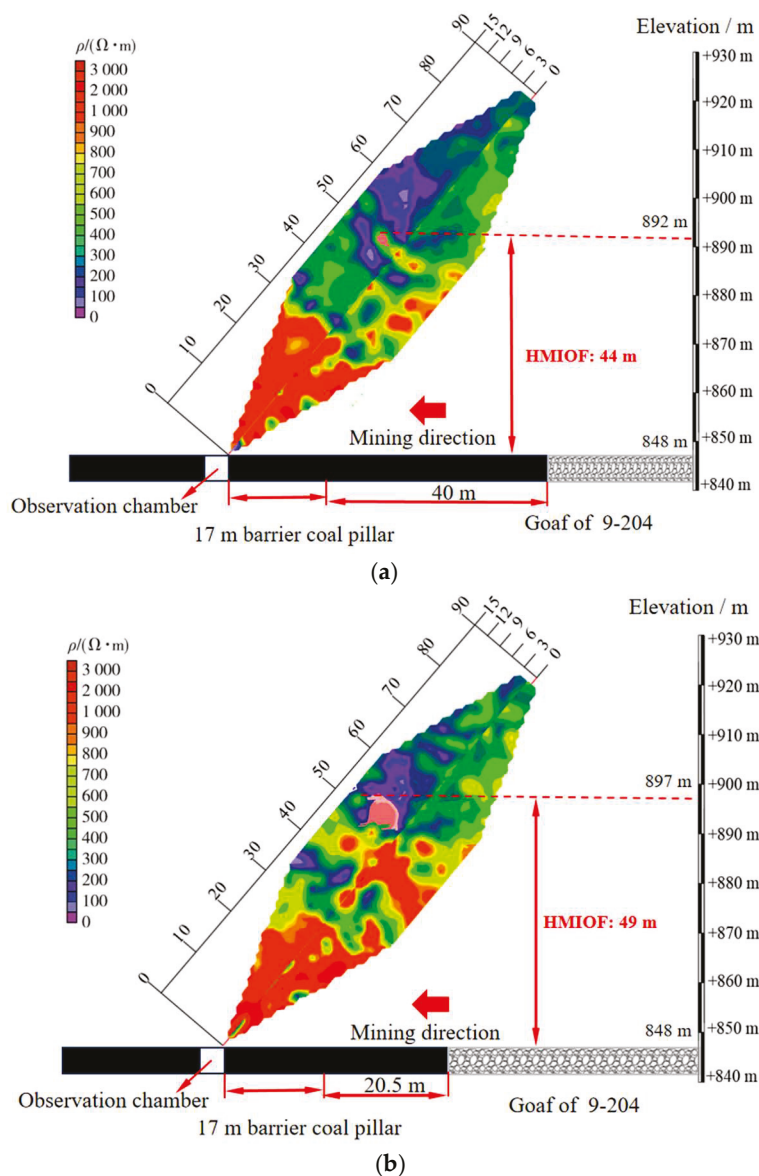 Elevation / m
ρ/(Ω·m)
3 000
2 000
1 000
900
800
700
600
500
400
300
200
100
0
0
10
20
30
40
50
60
70
80
90
15
12
9
6
3
0
+930 m
+920 m
+910 m
+900 m
+890 m
+880 m
+870 m
+860 m
+850 m
+840 m
892 m
HMIOF: 44 m
848 m
Mining direction
40 m
Observation chamber
17 m barrier coal pillar
Goaf of 9-204
(a)
Elevation / m
ρ/(Ω·m)
3 000
2 000
1 000
900
800
700
600
500
400
300
200
100
0
0
10
20
30
40
50
60
70
80
90
15
12
9
6
3
0
+930 m
+920 m
+910 m
+900 m
+890 m
+880 m
+870 m
+860 m
+850 m
+840 m
897 m
HMIOF: 49 m
848 m
Mining direction
20.5 m
Observation chamber
17 m barrier coal pillar
Goaf of 9-204
(b)